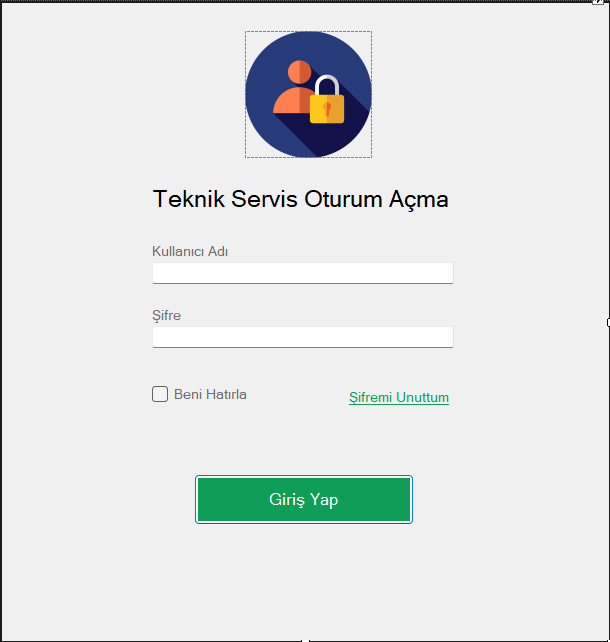 Teknik Servis Oturum Açma
Kullanıcı Adı
Şifre
Beni Hatırla
Şifremi Unuttum
Giriş Yap